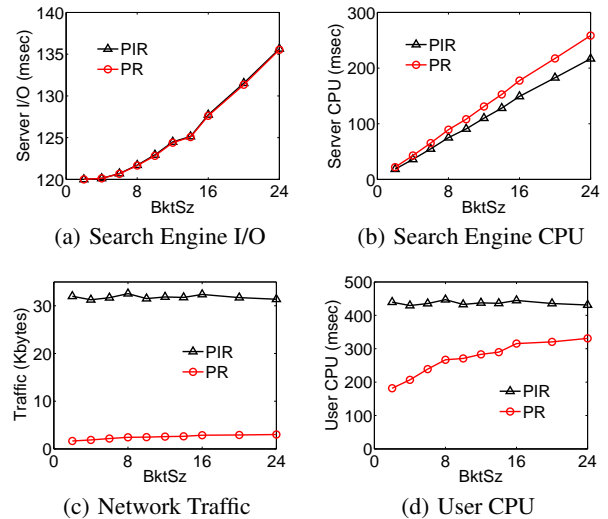 140
135
130
125
120
0
8
16
24
Server I/O (msec)
BktSz
PIR
PR
(a) Search Engine I/O
300
200
100
0
0
8
16
24
Server CPU (msec)
BktSz
PIR
PR
(b) Search Engine CPU
30
20
10
0
0
8
16
24
Traffic (Kbytes)
BktSz
PIR
PR
(c) Network Traffic
500
400
300
200
100
0
0
8
16
24
User CPU (msec)
BktSz
PIR
PR
(d) User CPU